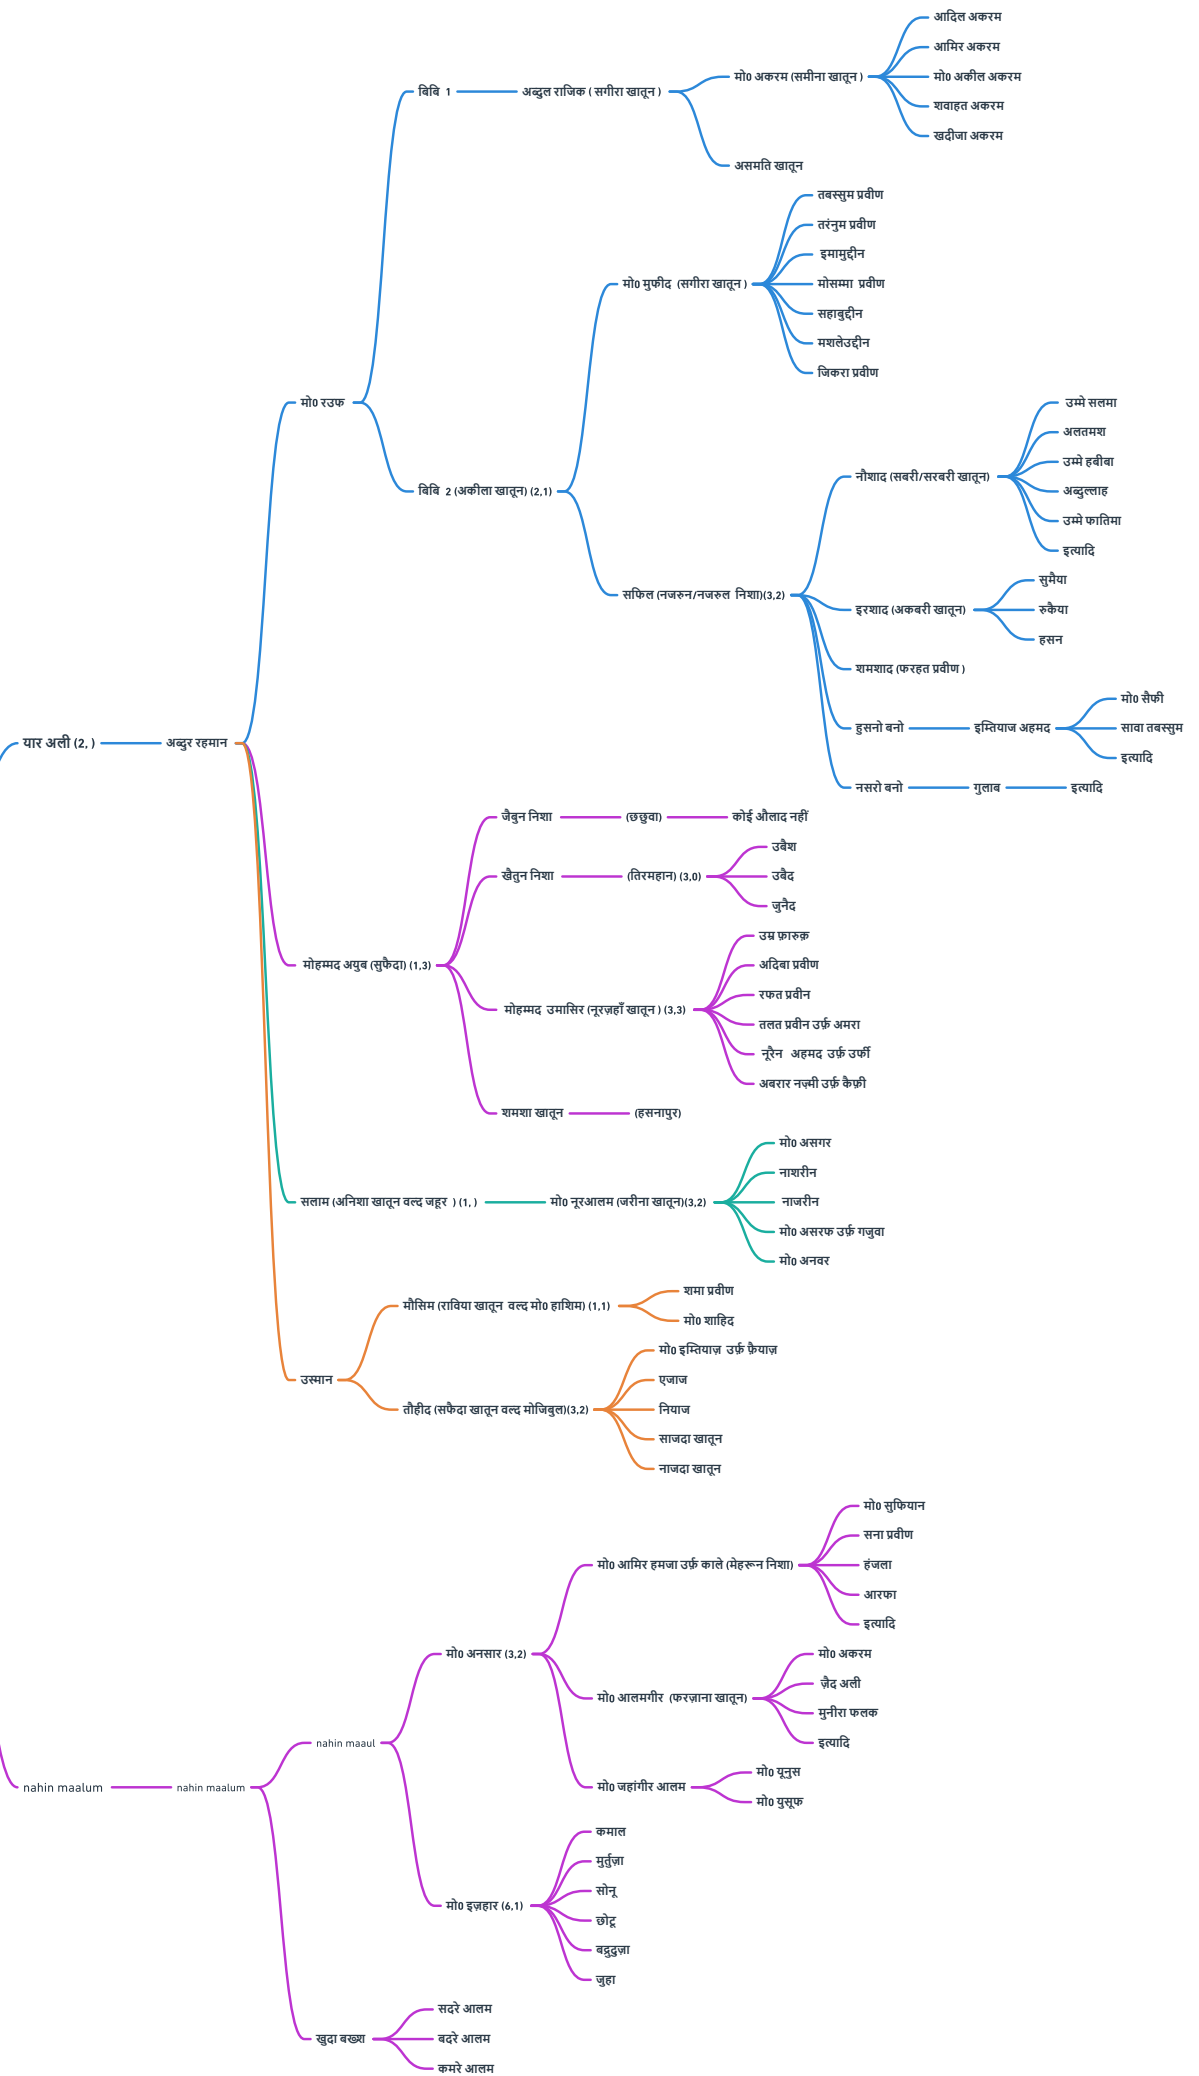 आदिल अकरम
आमिर अकरम
मो0 अकरम (समीना खातून )
मो0 अकील अकरम
बिबि 1
अब्दुल राजिक ( सगीरा खातून )
शवाहत अकरम
खदीजा अकरम
असमति खातून
तबस्सुम प्रवीण
तरंनुम प्रवीण
इमामुद्दीन
मो0 मुफीद (सगीरा खातून )
मोसम्मा प्रवीण
सहाबुद्दीन
मशलेउद्दीन
जिकरा प्रवीण
मो0 रउफ
उम्मे सलमा
अलतमश
उम्मे हबीबा
नौशाद (सबरी/सरबरी खातून)
बिबि 2 (अकीला खातून) (2,1)
अब्दुल्लाह
उम्मे फातिमा
इत्यादि
सुमैया
सफिल (नजरुन/नजरुल निशा)(3,2)
इरशाद (अकबरी खातून)
रुकैया
हसन
शमशाद (फरहत प्रवीण )
मो0 सैफी
हुसनो बनो
इम्तियाज अहमद
सावा तबस्सुम
यार अली (2, )
अब्दुर रहमान
इत्यादि
नसरो बनो
गुलाब
इत्यादि
जैबुन निशा
(छछुवा)
कोई औलाद नहीं
उबैश
खैतुन निशा
(तिरमहान) (3,0)
उबैद
जुनैद
उम्र फ़ारुक़
मोहम्मद अयुब (सुफैदा) (1,3)
अदिबा प्रवीण
रफत प्रवीन
मोहम्मद उमासिर (नूरज़हाँ खातून ) (3,3)
तलत प्रवीन उर्फ़ अमरा
नूरैन अहमद उर्फ़ उर्फी
अबरार नज़्मी उर्फ़ कैफ़ी
शमशा खातून
(हसनापुर)
मो0 असगर
नाशरीन
सलाम (अनिशा खातून वल्द जहूर ) (1, )
मो0 नूरआलम (जरीना खातून)(3,2)
नाजरीन
मो0 असरफ उर्फ़ गजुवा
मो0 अनवर
शमा प्रवीण
मौसिम (राविया खातून वल्द मो0 हाशिम) (1,1)
मो0 शाहिद
मो0 इम्तियाज़ उर्फ़ फ़ैयाज़
उस्मान
एजाज
तौहीद (सफैदा खातून वल्द मोजिबुल)(3,2)
नियाज
साजदा खातून
नाजदा खातून
मो0 सुफियान
सना प्रवीण
मो0 आमिर हमजा उर्फ़ काले (मेहरून निशा)
हंजला
आरफा
इत्यादि
मो0 अनसार (3,2)
मो0 अकरम
ज़ैद अली
मो0 आलमगीर (फरज़ाना खातून)
मुनीरा फलक
nahin maaul
इत्यादि
मो0 यूनुस
nahin maalum
nahin maalum
मो0 जहांगीर आलम
मो0 युसूफ
कमाल
मुर्तुज़ा
सोनू
मो0 इज़हार (6,1)
छोटू
बद्रुदुज़ा
जुहा
सदरे आलम
खुदा बख्श
बदरे आलम
कमरे आलम